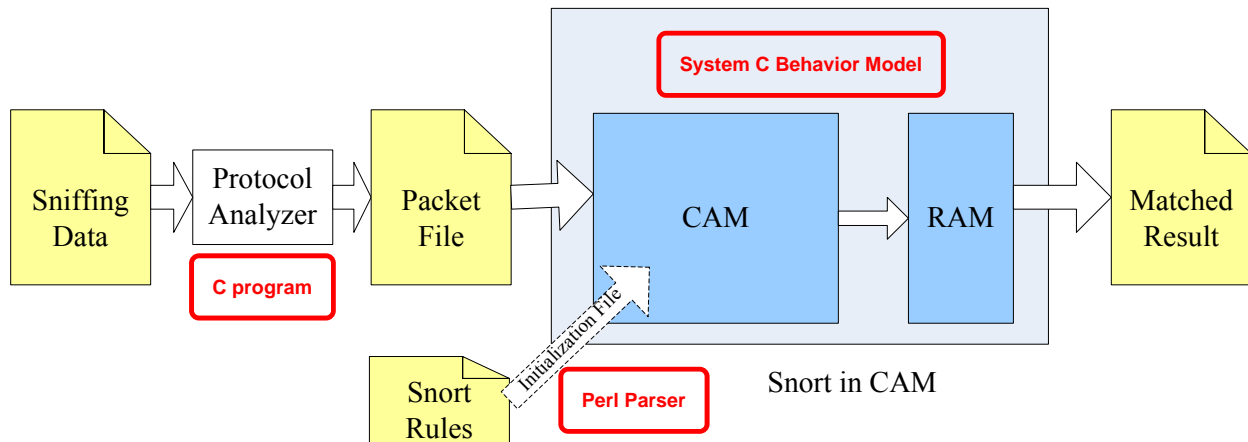 System C Behavior Model
Sniffing
Data
Protocol
Analyzer
C program
Packet
File
CAM
RAM
Matched
Result
Initialization File
Snort
Rules
Perl Parser
Snort in CAM